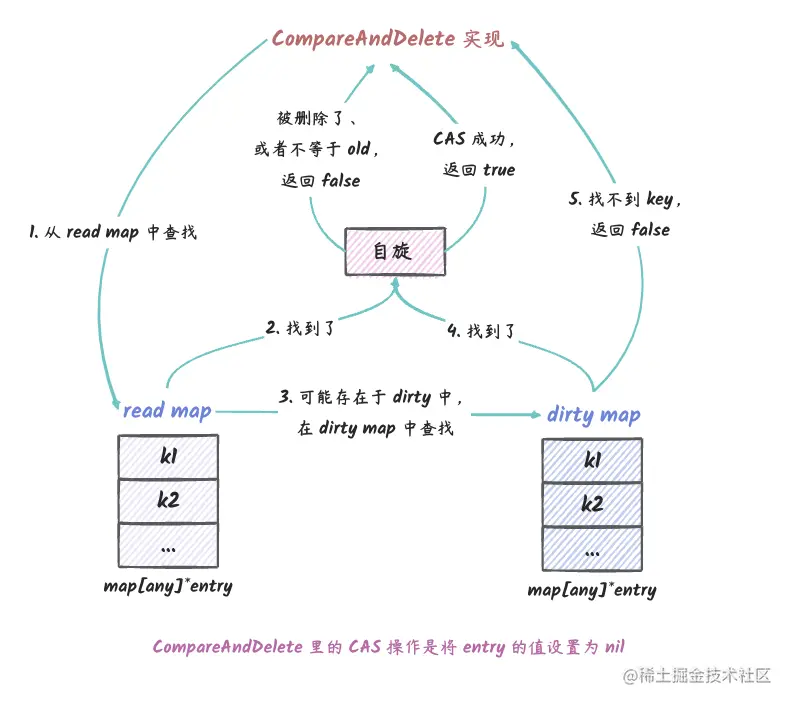 CompareAndDelete 实现
被删除了、
或者不等于 old，
返回 false
CAS 成功，
返回 true
5. 找不到 key，
返回 false
1. 从 read map 中查找
自旋
2. 找到了
4. 找到了
read map
3. 可能存在于 dirty 中，
在 dirty map 中查找
dirty map
k1
k2
...
map[any]*entry
k1
k2
...
map[any]*entry
CompareAndDelete 里的 CAS 操作是将 entry 的值设置为 nil
@稀土掘金技术社区